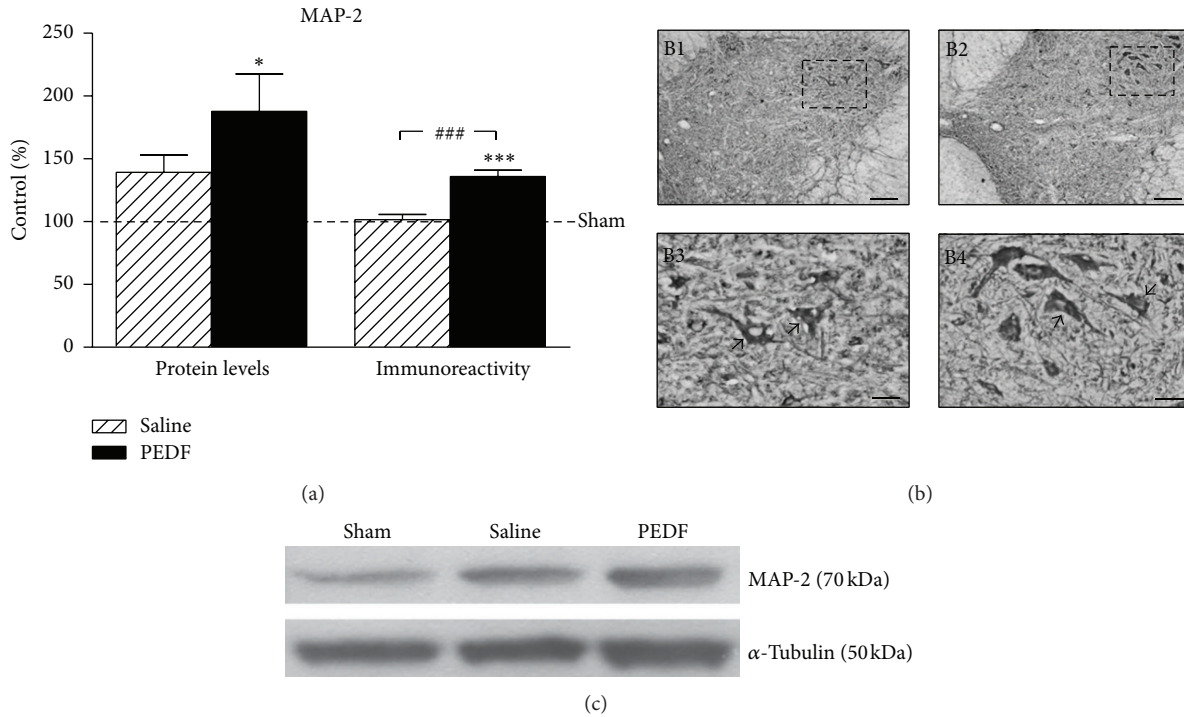 MAP-2
250
200
150
100
50
0
Control (%)
*
###
***
Sham
Protein levels
Immunoreactivity
Saline
PEDF
(a)
B1
B2
B3
B4
(b)
Sham Saline PEDF
MAP-2 (70 kDa)
α-Tubulin (50 kDa)
(c)